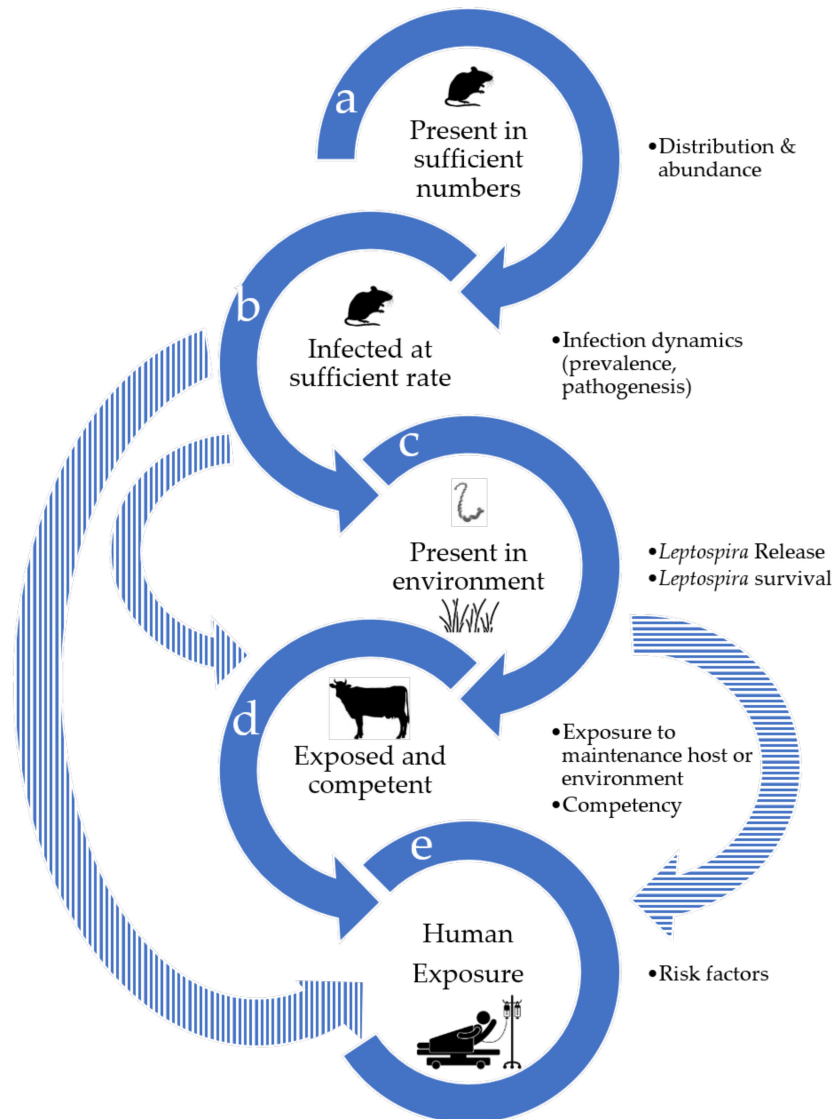 a
Present in
sufficient
numbers
•Distribution &
abundance
b
Infected at
sufficient rate
•Infection dynamics
(prevalence,
pathogenesis)
c
Present in
environment
•Leptospira Release
•Leptospira survival
d
Exposed and
competent
•Exposure to
maintenance host or
environment
•Competency
e
Human
Exposure
•Risk factors